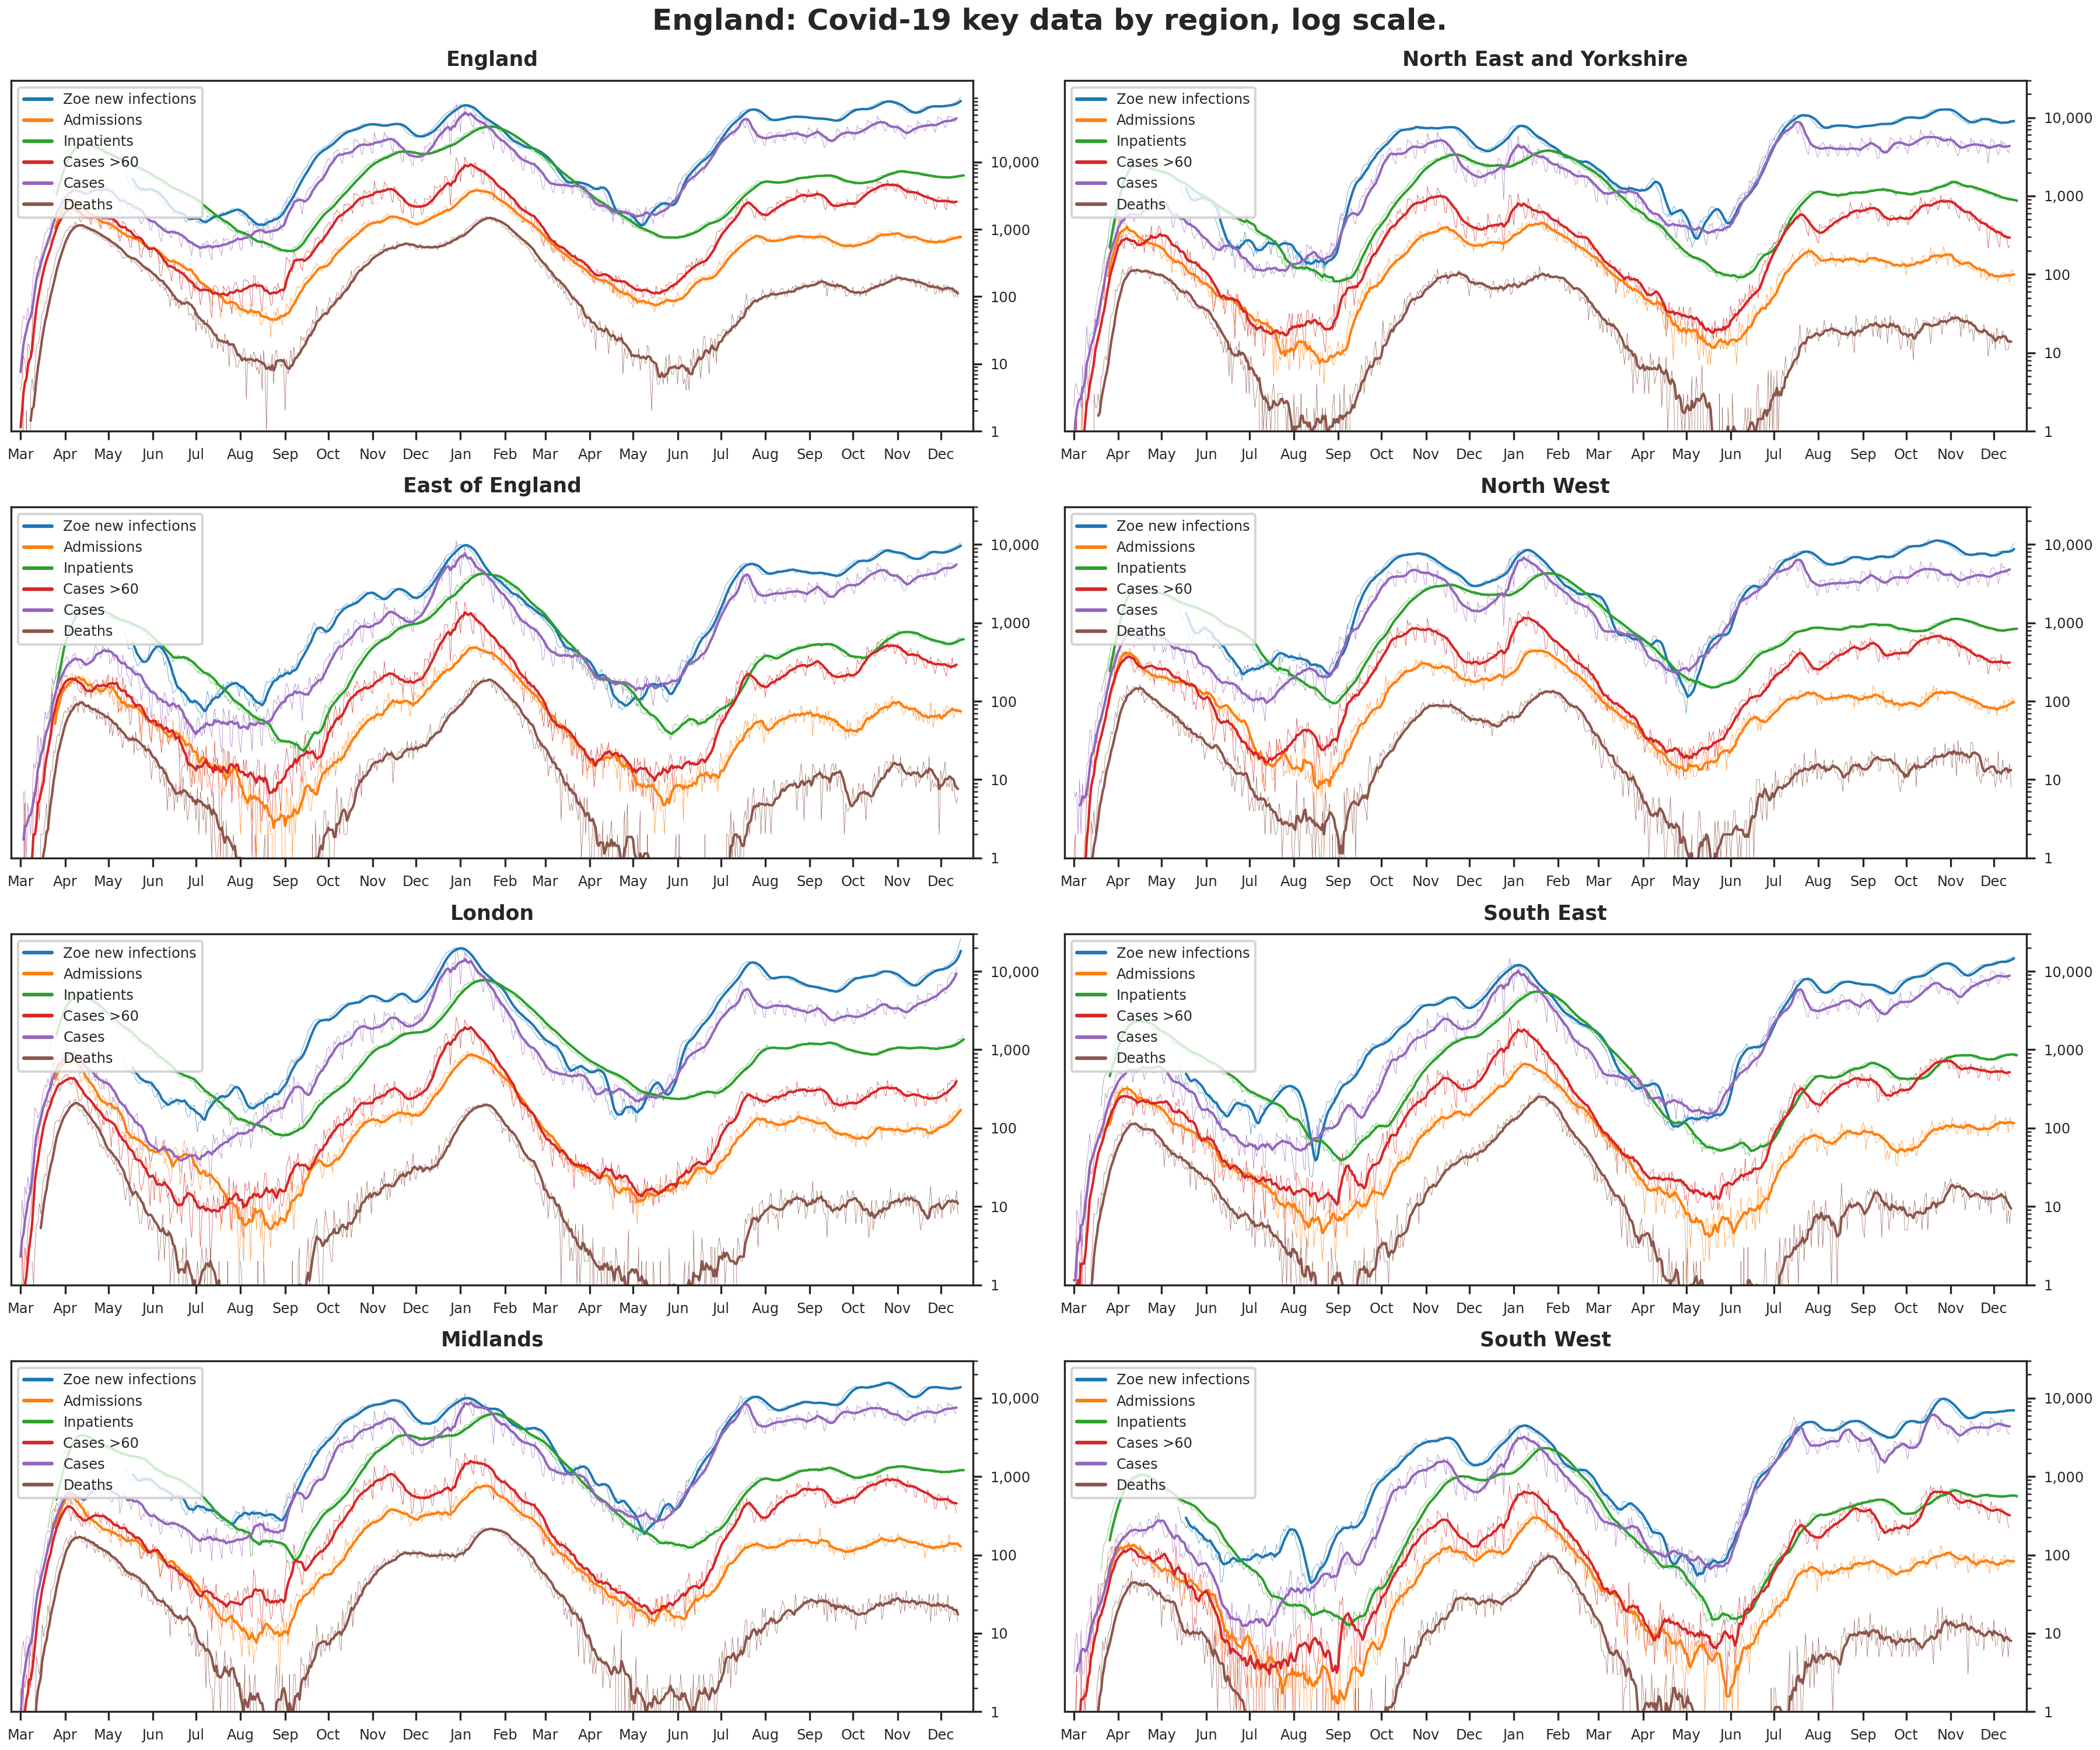 England: Covid-19 key data by region, log scale.
England
Zoe new infections
Admissions
Inpatients
Cases >60
Cases
Deaths
10,000
1,000
100
10
1
Mar Apr May Jun Jul Aug Sep Oct Nov Dec Jan Feb Mar Apr May Jun Jul Aug Sep Oct Nov Dec
North East and Yorkshire
Zoe new infections
Admissions
Inpatients
Cases >60
Cases
Deaths
10,000
1,000
100
10
1
Mar Apr May Jun Jul Aug Sep Oct Nov Dec Jan Feb Mar Apr May Jun Jul Aug Sep Oct Nov Dec
East of England
Zoe new infections
Admissions
Inpatients
Cases >60
Cases
Deaths
10,000
1,000
100
10
1
Mar Apr May Jun Jul Aug Sep Oct Nov Dec Jan Feb Mar Apr May Jun Jul Aug Sep Oct Nov Dec
North West
Zoe new infections
Admissions
Inpatients
Cases >60
Cases
Deaths
10,000
1,000
100
10
1
Mar Apr May Jun Jul Aug Sep Oct Nov Dec Jan Feb Mar Apr May Jun Jul Aug Sep Oct Nov Dec
London
Zoe new infections
Admissions
Inpatients
Cases >60
Cases
Deaths
10,000
1,000
100
10
1
Mar Apr May Jun Jul Aug Sep Oct Nov Dec Jan Feb Mar Apr May Jun Jul Aug Sep Oct Nov Dec
South East
Zoe new infections
Admissions
Inpatients
Cases >60
Cases
Deaths
10,000
1,000
100
10
1
Mar Apr May Jun Jul Aug Sep Oct Nov Dec Jan Feb Mar Apr May Jun Jul Aug Sep Oct Nov Dec
Midlands
Zoe new infections
Admissions
Inpatients
Cases >60
Cases
Deaths
10,000
1,000
100
10
1
Mar Apr May Jun Jul Aug Sep Oct Nov Dec Jan Feb Mar Apr May Jun Jul Aug Sep Oct Nov Dec
South West
Zoe new infections
Admissions
Inpatients
Cases >60
Cases
Deaths
10,000
1,000
100
10
1
Mar Apr May Jun Jul Aug Sep Oct Nov Dec Jan Feb Mar Apr May Jun Jul Aug Sep Oct Nov Dec